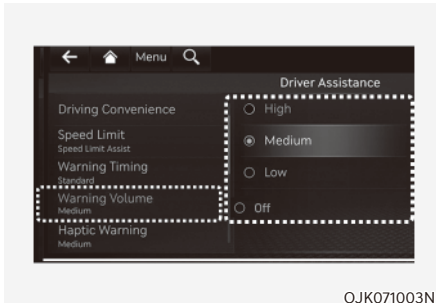 Menu
Driver Assistance
Driving Convenience
Speed Limit
Speed Limit Assist
Warning Timing
Standard
Warning Volume
Medium
Haptic Warning
Medium
High
Medium
Low
Off
OJK071003N